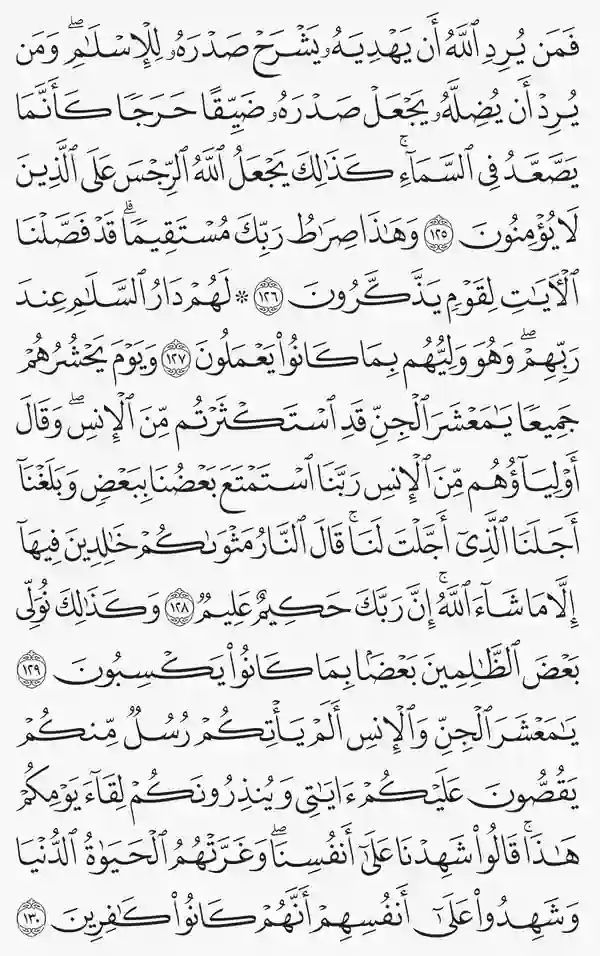 فَمَن يُرِدِ ٱللَّهُ أَن يَهْدِيَهُۥ يَشْرَحْ صَدْرَهُۥ لِلْإِسْلَـٰمِ ۖ وَمَن
يُرِدْ أَن يُضِلَّهُۥ يَجْعَلْ صَدْرَهُۥ ضَيِّقًا حَرَجًا كَأَنَّمَا
يَصَّعَّدُ فِى ٱلسَّمَآءِ ۚ كَذَٰلِكَ يَجْعَلُ ٱللَّهُ ٱلرِّجْسَ عَلَى ٱلَّذِينَ
لَا يُؤْمِنُونَ ١٢٥ وَهَـٰذَا صِرَٰطُ رَبِّكَ مُسْتَقِيمًا ۗ قَدْ فَصَّلْنَا
ٱلْـَٔايَـٰتِ لِقَوْمٍ يَذَّكَّرُونَ ١٢٦ ۞ لَهُمْ دَارُ ٱلسَّلَـٰمِ عِندَ
رَبِّهِمْ ۖ وَهُوَ وَلِيُّهُم بِمَا كَانُوا۟ يَعْمَلُونَ ١٢٧ وَيَوْمَ يَحْشُرُهُمْ
جَمِيعًا يَـٰمَعْشَرَ ٱلْجِنِّ قَدِ ٱسْتَكْثَرْتُم مِّنَ ٱلْإِنسِ ۖ وَقَالَ
أَوْلِيَآؤُهُم مِّنَ ٱلْإِنسِ رَبَّنَا ٱسْتَمْتَعَ بَعْضُنَا بِبَعْضٍ وَبَلَغْنَآ
أَجَلَنَا ٱلَّذِىٓ أَجَّلْتَ لَنَا ۚ قَالَ ٱلنَّارُ مَثْوَىٰكُمْ خَـٰلِدِينَ فِيهَآ
إِلَّا مَا شَآءَ ٱللَّهُ ۗ إِنَّ رَبَّكَ حَكِيمٌ عَلِيمٌ ١٢٨ وَكَذَٰلِكَ نُوَلِّى
بَعْضَ ٱلظَّـٰلِمِينَ بَعْضًۢا بِمَا كَانُوا۟ يَكْسِبُونَ ١٢٩
يَـٰمَعْشَرَ ٱلْجِنِّ وَٱلْإِنسِ أَلَمْ يَأْتِكُمْ رُسُلٌ مِّنكُمْ
يَقُصُّونَ عَلَيْكُمْ ءَايَـٰتِى وَيُنذِرُونَكُمْ لِقَآءَ يَوْمِكُمْ
هَـٰذَا ۚ قَالُوا۟ شَهِدْنَا عَلَىٰٓ أَنفُسِنَا ۖ وَغَرَّتْهُمُ ٱلْحَيَوٰةُ ٱلدُّنْيَا
وَشَهِدُوا۟ عَلَىٰٓ أَنفُسِهِمْ أَنَّهُمْ كَانُوا۟ كَـٰفِرِينَ ١٣٠